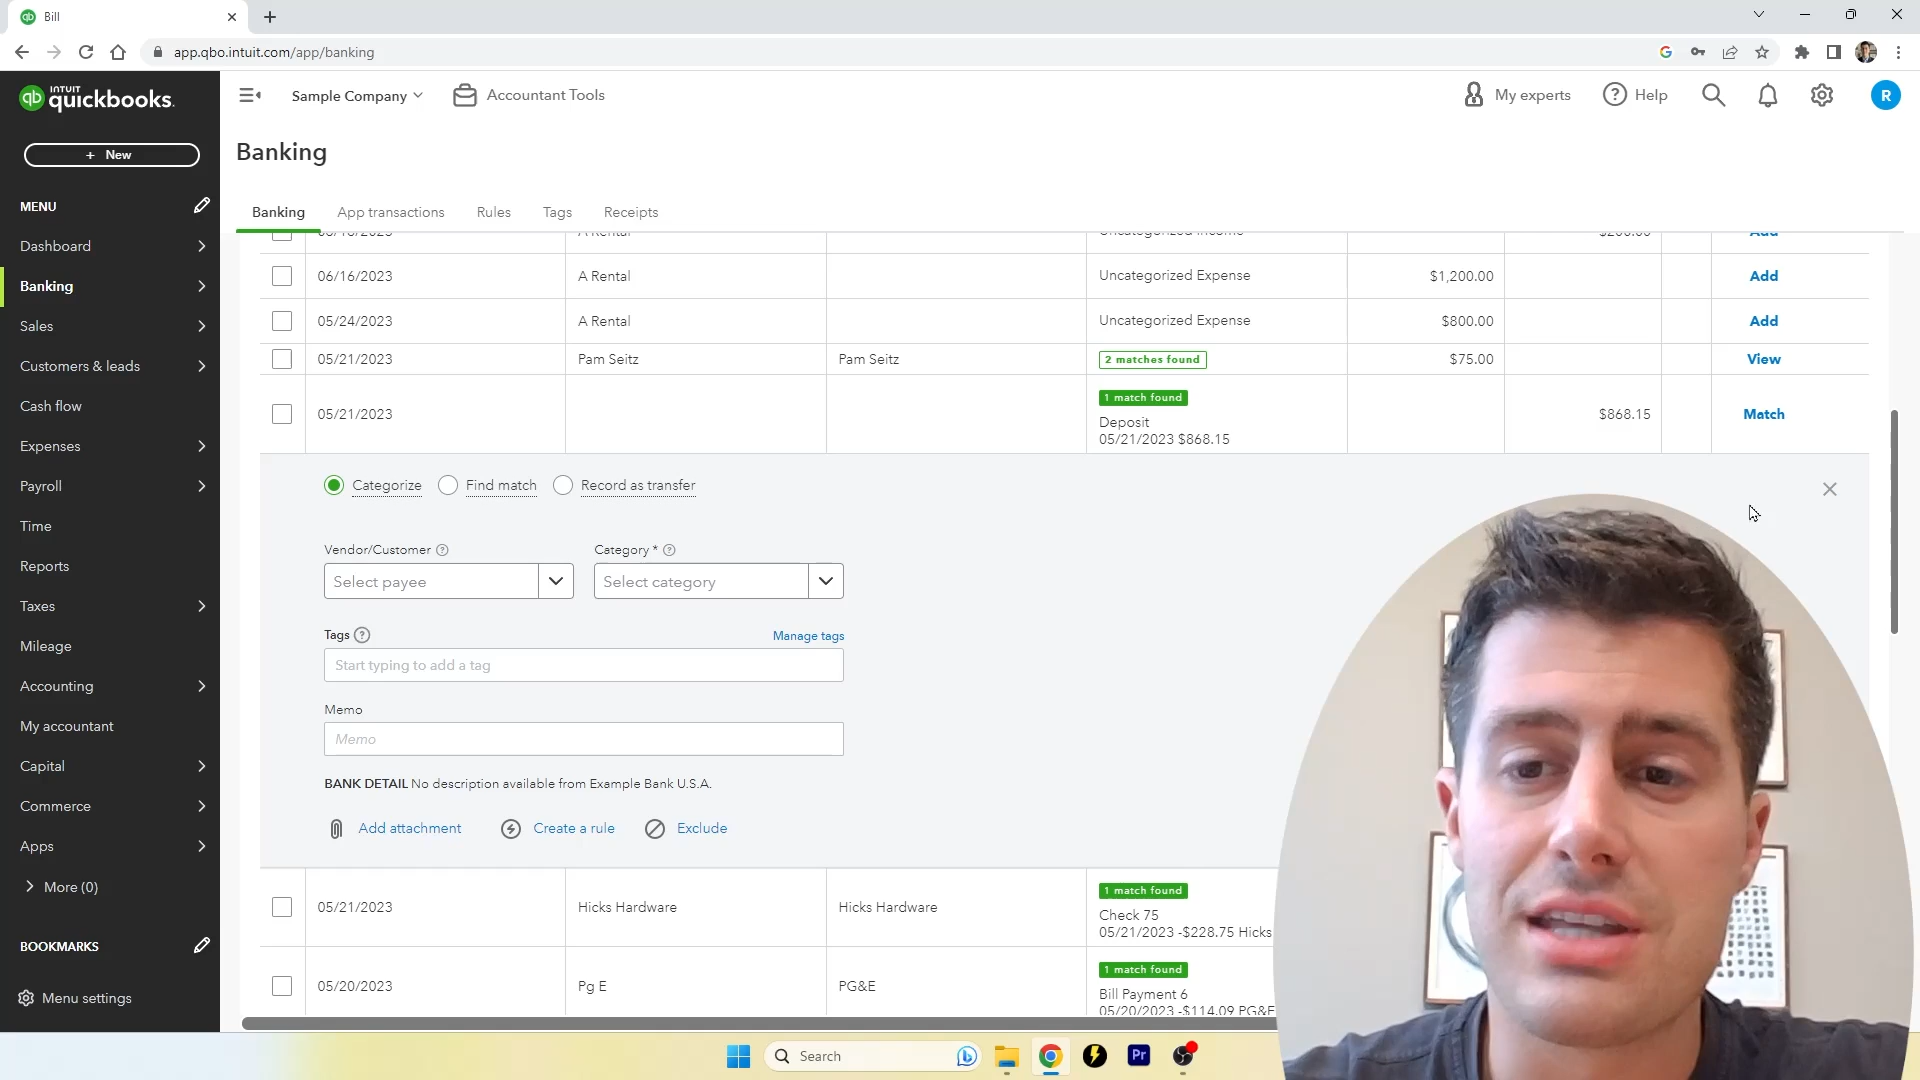 Bill
app.qbo.intuit.com/app/banking
INTUIT
quickbooks.
Sample Company
Accountant Tools
My experts
Help
R
+ New
Banking
MENU
Banking
App transactions
Rules
Tags
Receipts
Dashboard
Banking
Sales
Customers & leads
Cash flow
Expenses
Payroll
Time
Reports
Taxes
Mileage
Accounting
My accountant
Capital
Commerce
Apps
More (0)
BOOKMARKS
Menu settings
06/16/2023 A Rental Uncategorized Expense $1,200.00 Add
05/24/2023 A Rental Uncategorized Expense $800.00 Add
05/21/2023 Pam Seitz Pam Seitz 2 matches found $75.00 View
1 match found
05/21/2023 $868.15 Match
Deposit
05/21/2023 $868.15
Categorize Find match Record as transfer
Vendor/Customer
Category *
Select payee
Select category
Tags
Manage tags
Start typing to add a tag
Memo
Memo
BANK DETAIL No description available from Example Bank U.S.A.
Add attachment Create a rule Exclude
1 match found
05/21/2023 Hicks Hardware Hicks Hardware
Check 75
05/21/2023 -$228.75 Hicks
1 match found
05/20/2023 Pg E PG&E
Bill Payment 6
05/20/2023 -$114.09 PG&E
Search
Pr